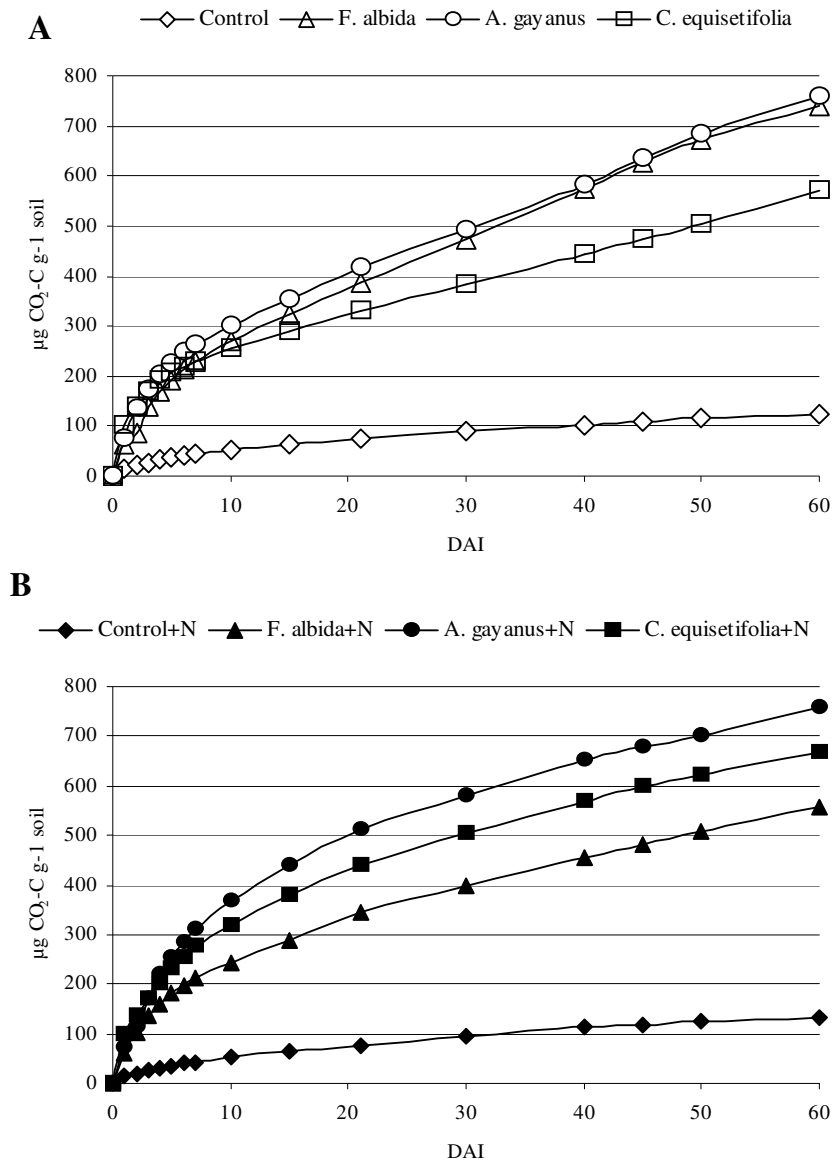 A
Control F. albida A. gayanus C. equisetifolia
800
700
600
500
400
300
200
100
0
µg CO₂-C g-1 soil
0 10 20 30 40 50 60
DAI
B
Control+N F. albida+N A. gayanus+N C. equisetifolia+N
800
700
600
500
400
300
200
100
0
µg CO₂-C g-1 soil
0 10 20 30 40 50 60
DAI